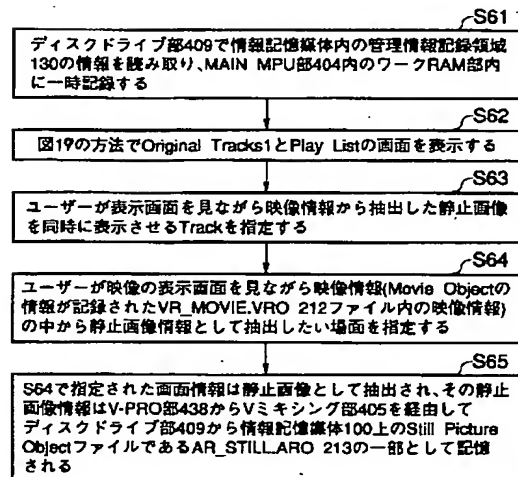 S61
ディスクドライブ部409で情報記憶媒体内の管理情報記録領域
130の情報を読み取り、MAIN MPU部404内のワークRAM部内
に一時記録する
S62
図19の方法でOriginal Tracks1とPlay Listの画面を表示する
S63
ユーザーが表示画面を見ながら映像情報から抽出した静止画像
を同時に表示させるTrackを指定する
S64
ユーザーが映像の表示画面を見ながら映像情報(Movie Objectの
情報が記録されたVR_MOVIE.VRO 212ファイル内の映像情報)
の中から静止画像情報として抽出したい場面を指定する
S65
S64で指定された画面情報は静止画像として抽出され、その静止
画像情報はV-PRO部438からVミキシング部405を経由して
ディスクドライブ部409から情報記憶媒体100上のStill Picture
ObjectファイルであるAR_STILL.ARO 213の一部として記憶
される